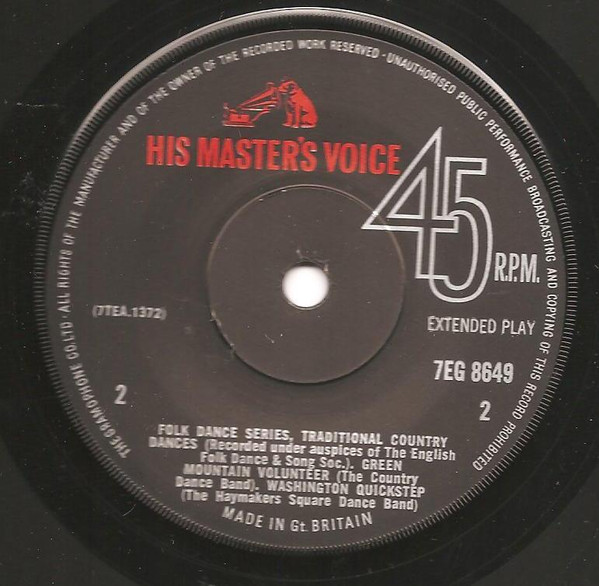 THE GRAMOPHONE CO. LTD · ALL RIGHTS OF THE MANUFACTURER AND OF THE OWNER OF THE RECORDED WORK RESERVED · UNAUTHORISED PUBLIC PERFORMANCE BROADCASTING AND COPYING OF THIS RECORD PROHIBITED
HIS MASTER'S VOICE
45
R.P.M.
(7TEA.1372)
EXTENDED PLAY
7EG 8649
2
2
FOLK DANCE SERIES, TRADITIONAL COUNTRY
DANCES (Recorded under auspices of The English
Folk Dance & Song Soc.). GREEN
MOUNTAIN VOLUNTEER (The Country
Dance Band). WASHINGTON QUICKSTEP
(The Haymakers Square Dance Band)
MADE IN Gt. BRITAIN